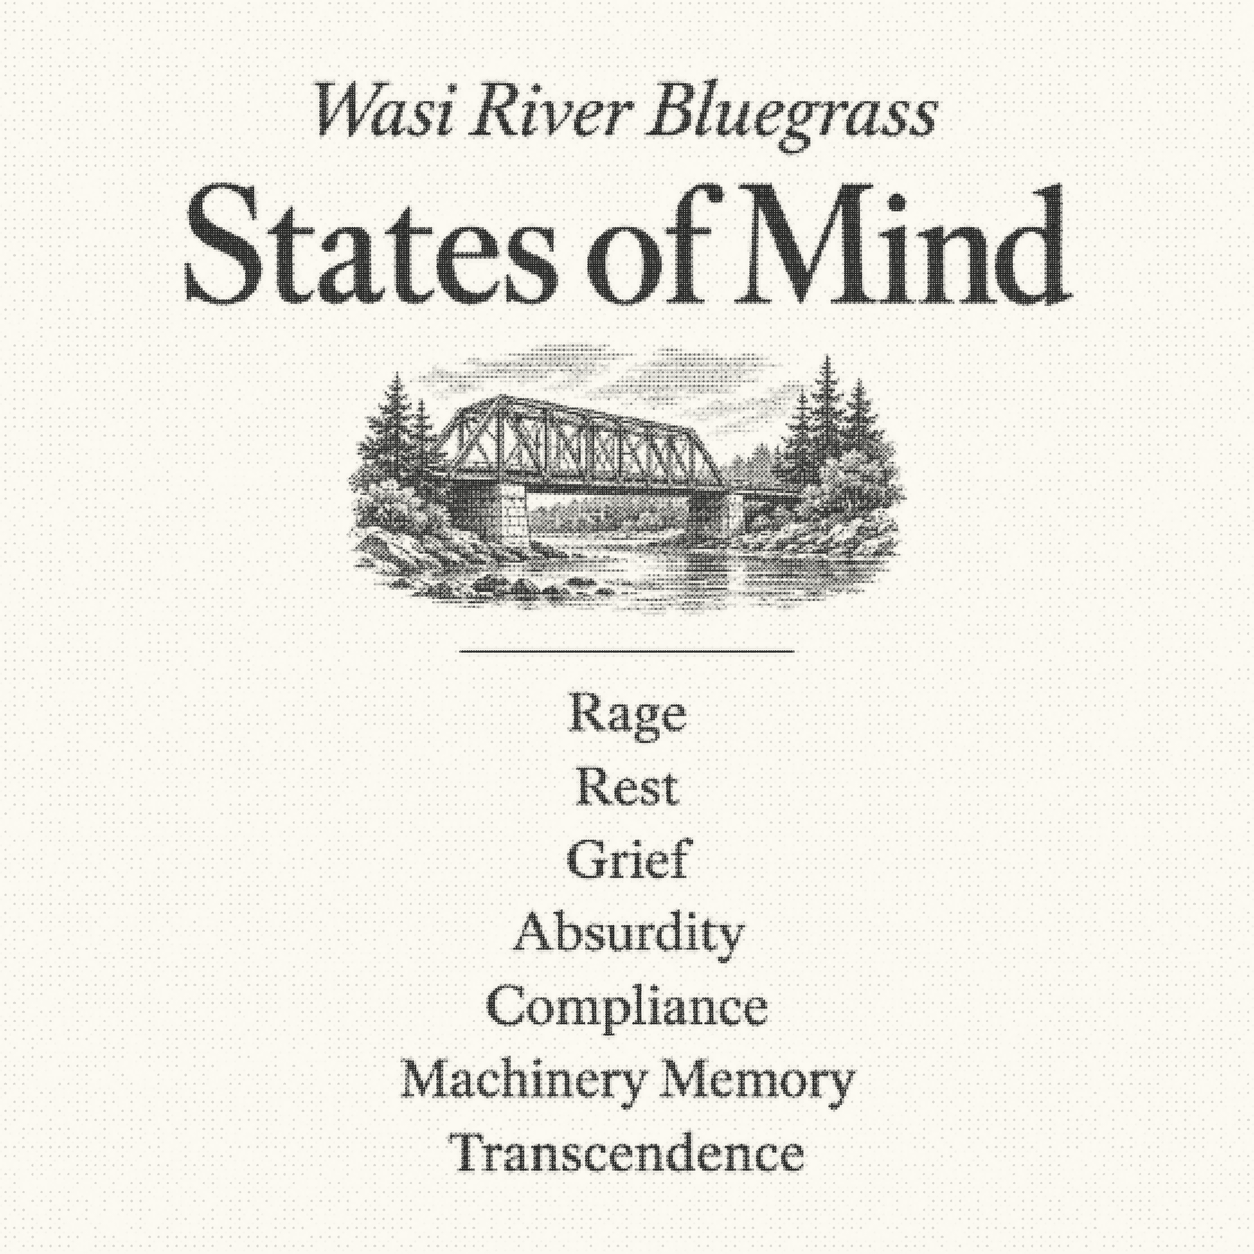 Wasi River Bluegrass
States of Mind
Rage
Rest
Grief
Absurdity
Compliance
Machinery Memory
Transcendence